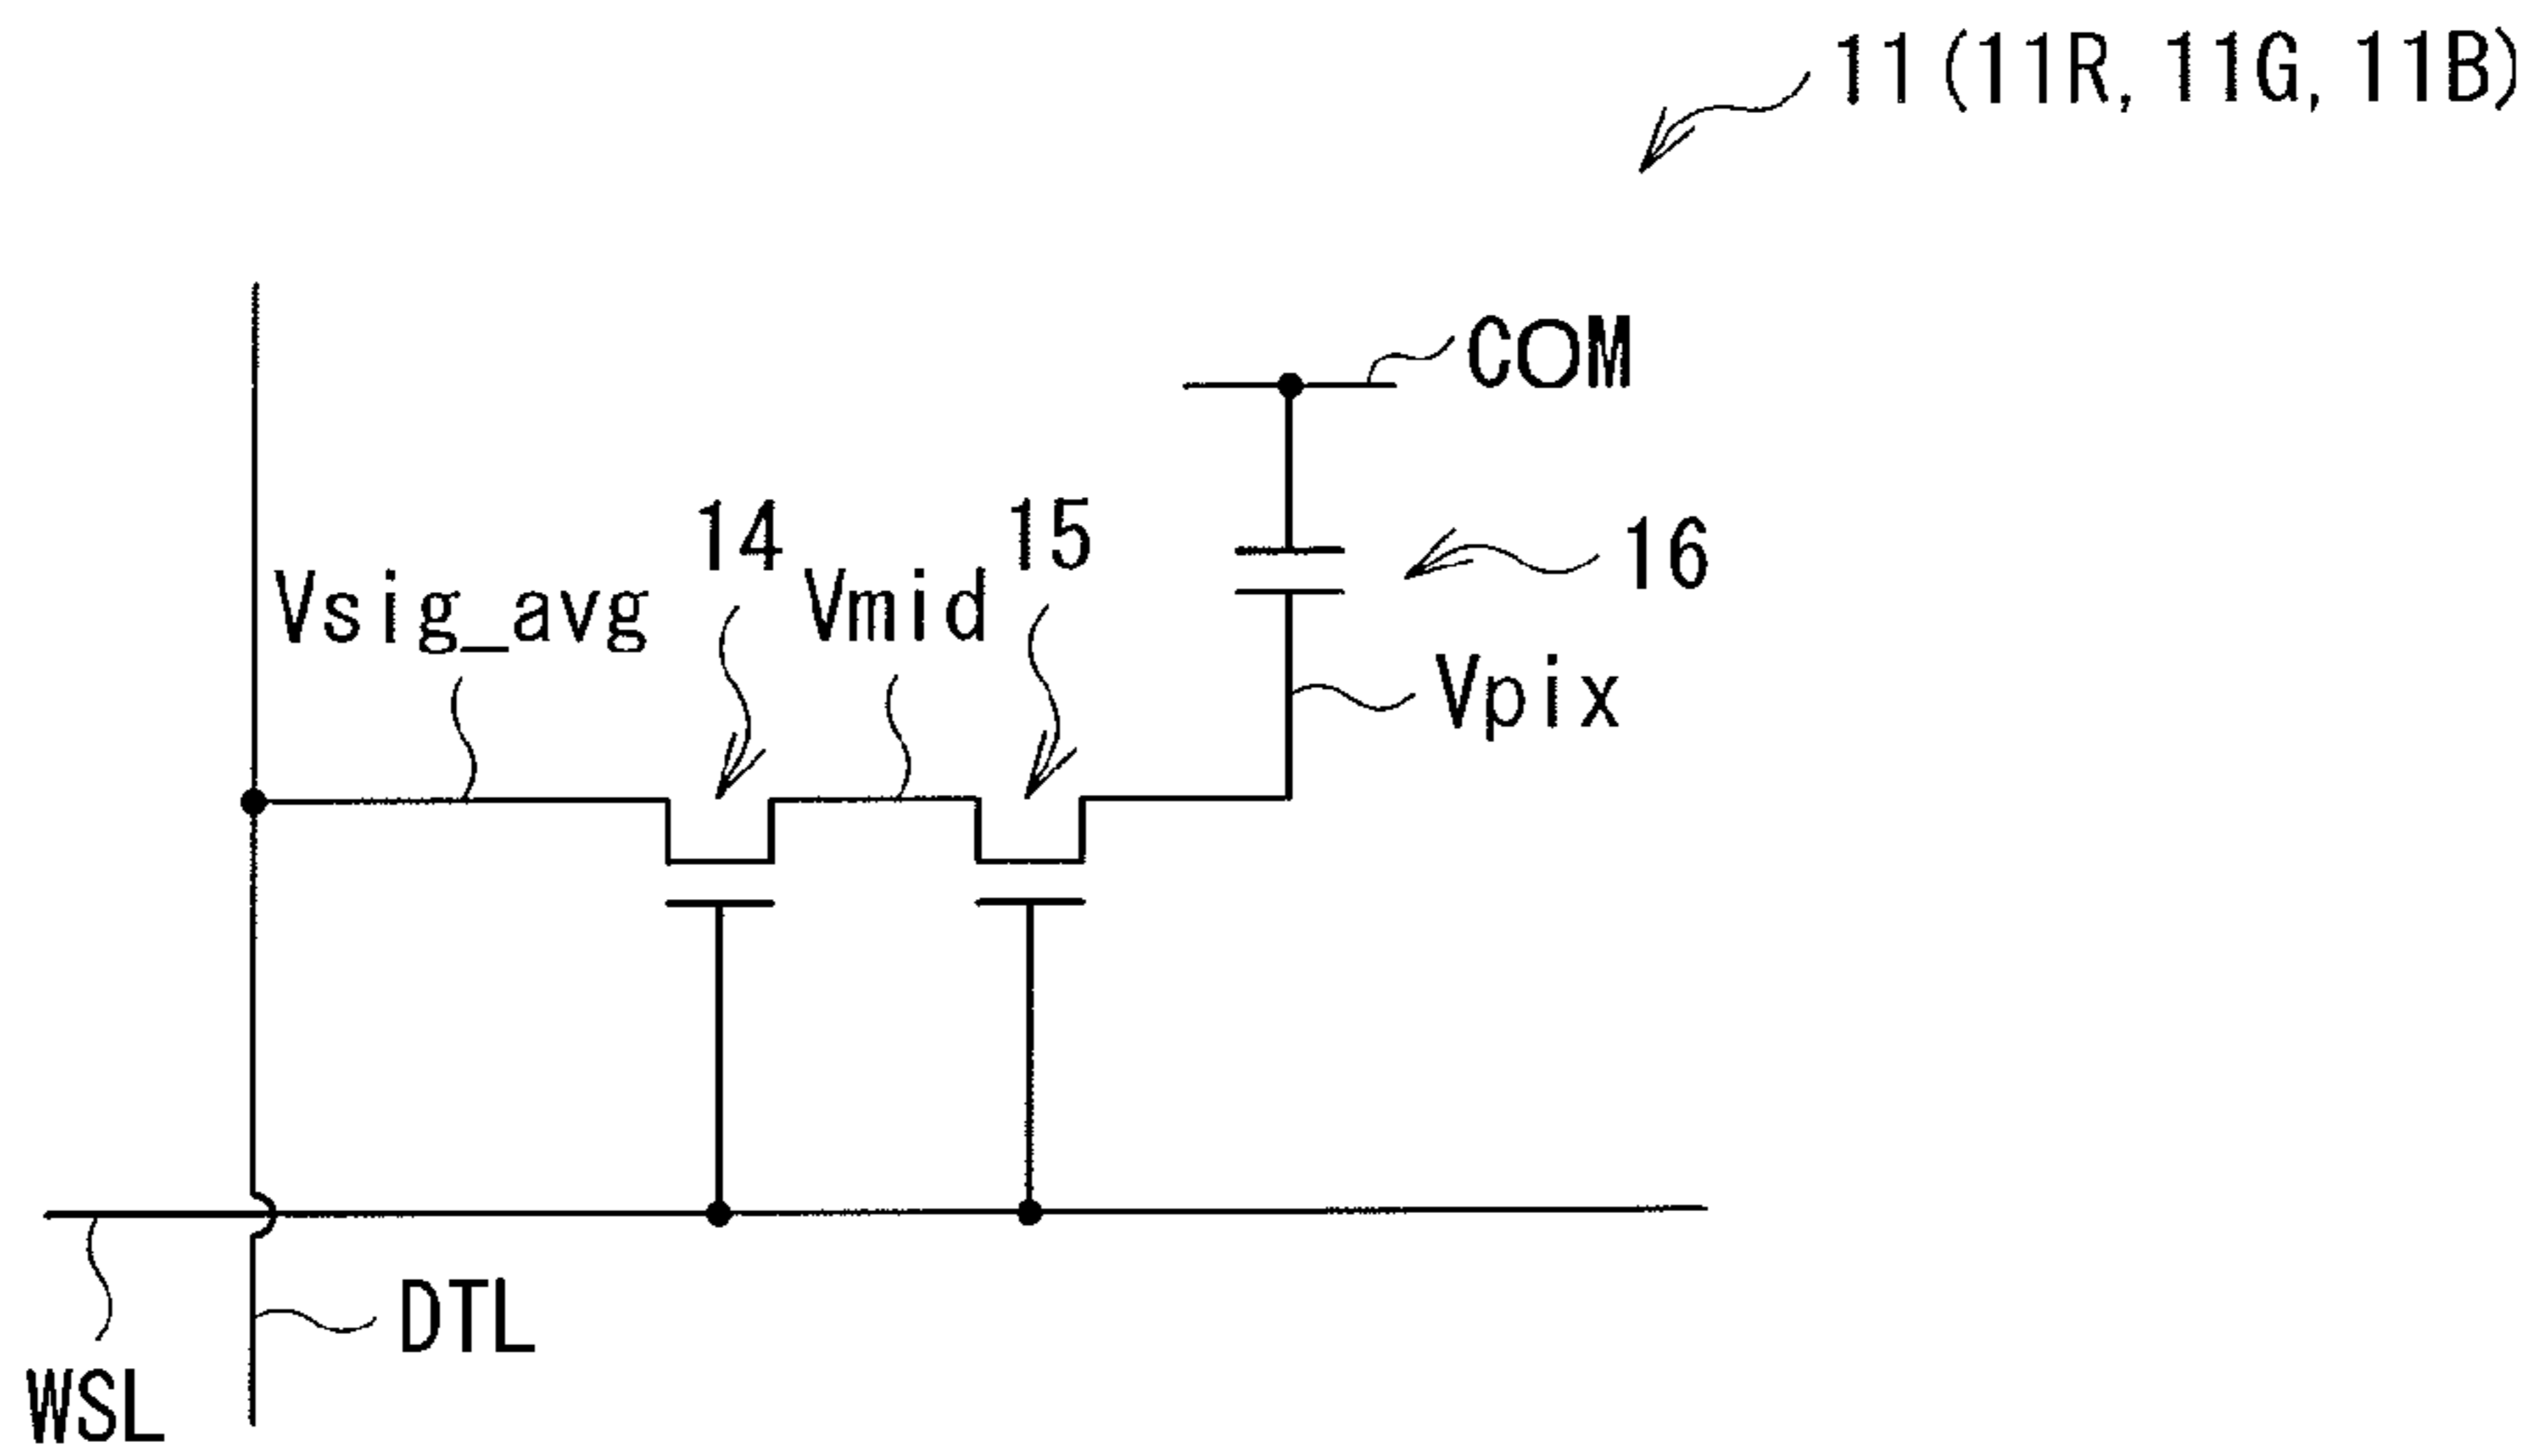 11(11R, 11G, 11B)
COM
14
15
16
Vsig_avg
Vmid
Vpix
DTL
WSL